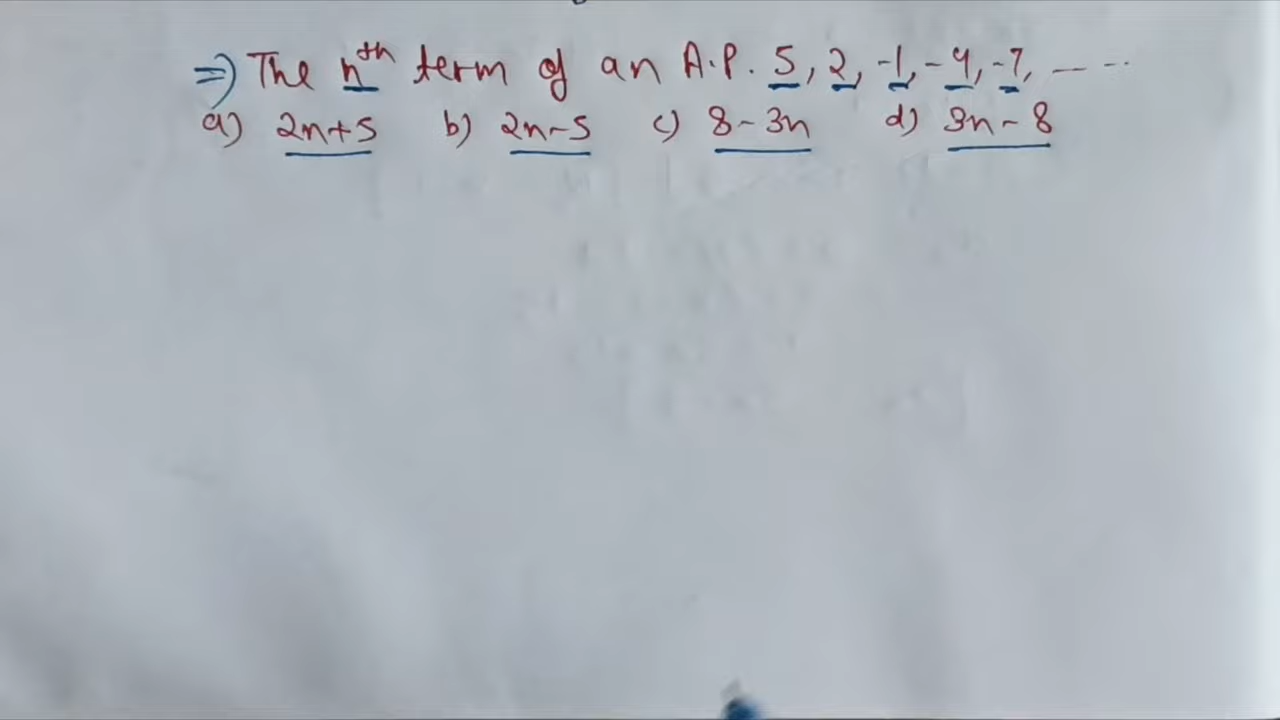 ⇒) The nth term of an A.P. 5, 2, -1, -4, -7, — - -
a) 2n+5 b) 2n-5 c) 8-3n d) 3n-8